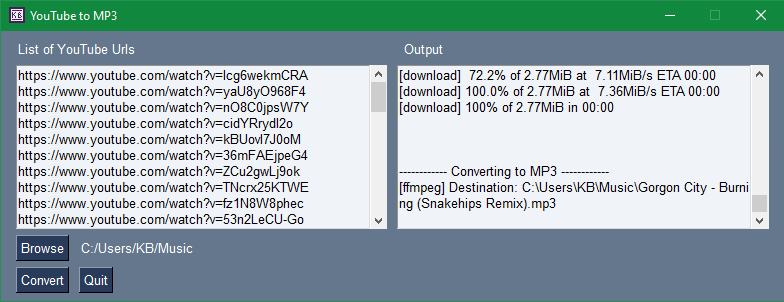 KB YouTube to MP3
List of YouTube Urls
https://www.youtube.com/watch?v=lcg6wekmCRA
https://www.youtube.com/watch?v=yaU8yO968F4
https://www.youtube.com/watch?v=nO8C0jpsW7Y
https://www.youtube.com/watch?v=cidYRrydl2o
https://www.youtube.com/watch?v=kBUovl7J0oM
https://www.youtube.com/watch?v=36mFAEjpeG4
https://www.youtube.com/watch?v=ZCu2gwLj9ok
https://www.youtube.com/watch?v=TNcrx25KTWE
https://www.youtube.com/watch?v=fz1N8W8phec
https://www.youtube.com/watch?v=53n2LeCU-Go
Output
[download]  72.2% of 2.77MiB at  7.11MiB/s ETA 00:00
[download] 100.0% of 2.77MiB at  7.36MiB/s ETA 00:00
[download] 100% of 2.77MiB in 00:00
------------ Converting to MP3 ------------
[ffmpeg] Destination: C:\Users\KB\Music\Gorgon City - Burni
ng (Snakehips Remix).mp3
Browse C:/Users/KB/Music
Convert Quit